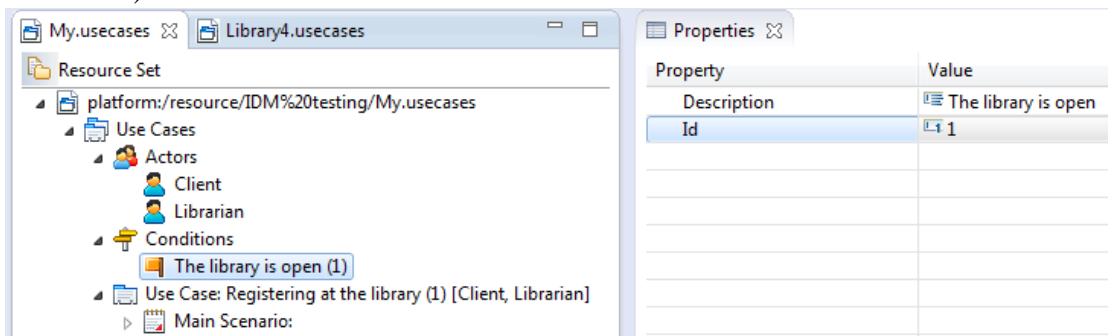 My.usecases
Library4.usecases
Resource Set
platform:/resource/IDM%20testing/My.usecases
Use Cases
Actors
Client
Librarian
Conditions
The library is open (1)
Use Case: Registering at the library (1) [Client, Librarian]
Main Scenario:
Properties
Property Value
Description The library is open
Id 1